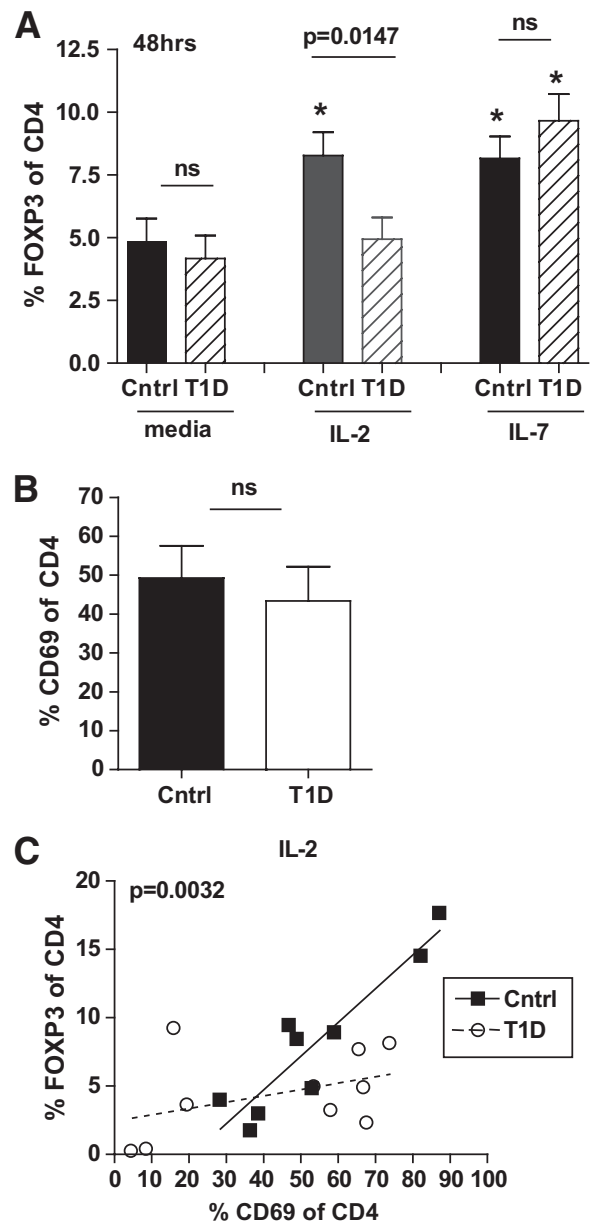 A
48hrs
p=0.0147
ns
*
*
*
ns
12.5
10.0
7.5
5.0
2.5
0.0
% FOXP3 of CD4
Cntrl T1D Cntrl T1D Cntrl T1D
media IL-2 IL-7
B
ns
70
60
50
40
30
20
10
0
% CD69 of CD4
Cntrl T1D
C
IL-2
p=0.0032
20
15
10
5
0
% FOXP3 of CD4
Cntrl
T1D
0 10 20 30 40 50 60 70 80 90 100
% CD69 of CD4